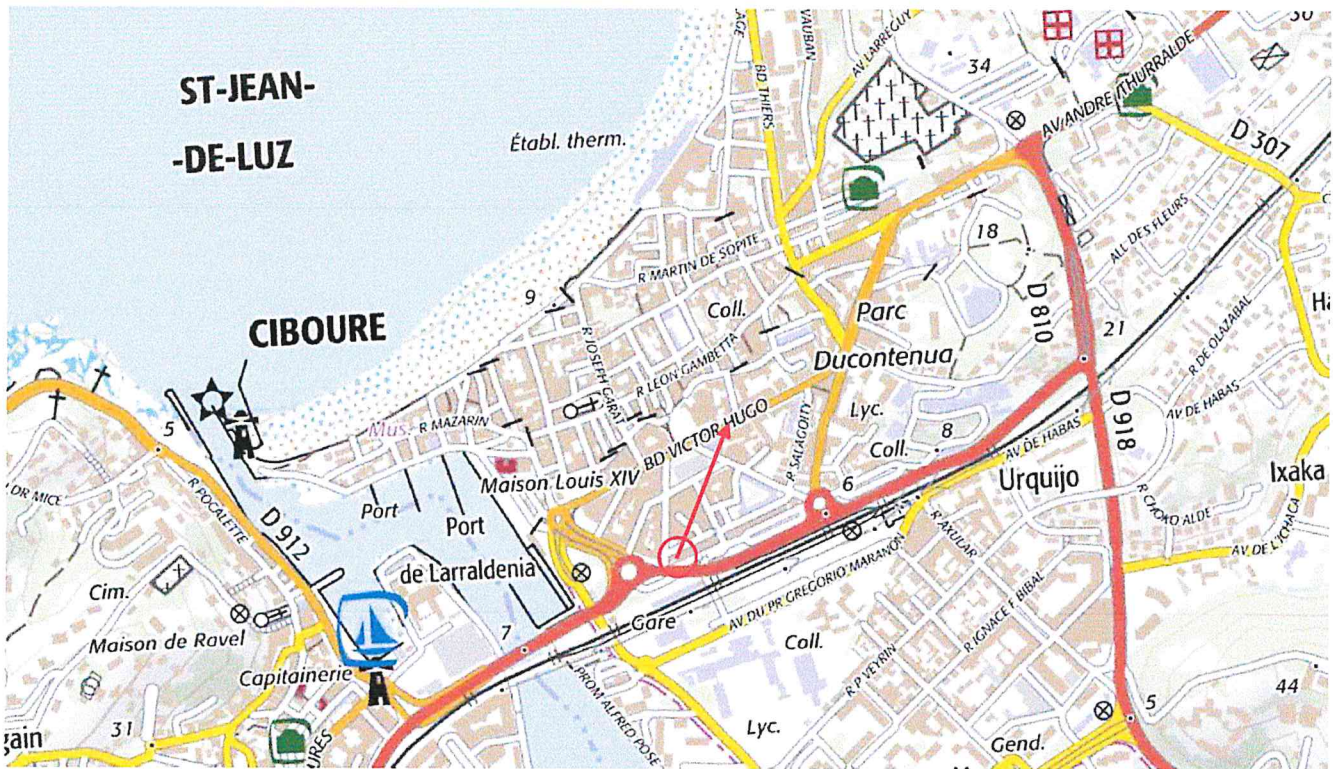 ST-JEAN-
-DE-LUZ
CIBOURE
Établ. therm.
BD THIERS
VAUBAN
AV LARREGUY
34
30
AV ANDRE ITHURRALDE
D 307
ALL DES FLEURS
18
D810
21
R MARTIN DE SOPITE
9
Coll.
Parc
Ducontenua
R JOSEPH GARAT
R LEON GAMBETTA
BD VICTOR HUGO
R SALAGOITY
Lyc.
Coll.
8
6
Mus.
R MAZARIN
Maison Louis XIV
Port
Port
de Larraldenia
5
R POCALETTE
D 912
DR MICE
Cim.
Maison de Ravel
Capitainerie
31
7
Gare
PROM ALFRED POSE
AV DU PR GREGORIO MARAÑON
AV DE HABAS
Urquijo
D 918
R DE OLAZABAL
AV DE HABAS
Ixaka
R CHOKO ALDE
AV DE L'ICHACA
R AXULAR
R IGNACE F BIBAL
R P VEYRIN
Coll.
Lyc.
Gend.
5
44